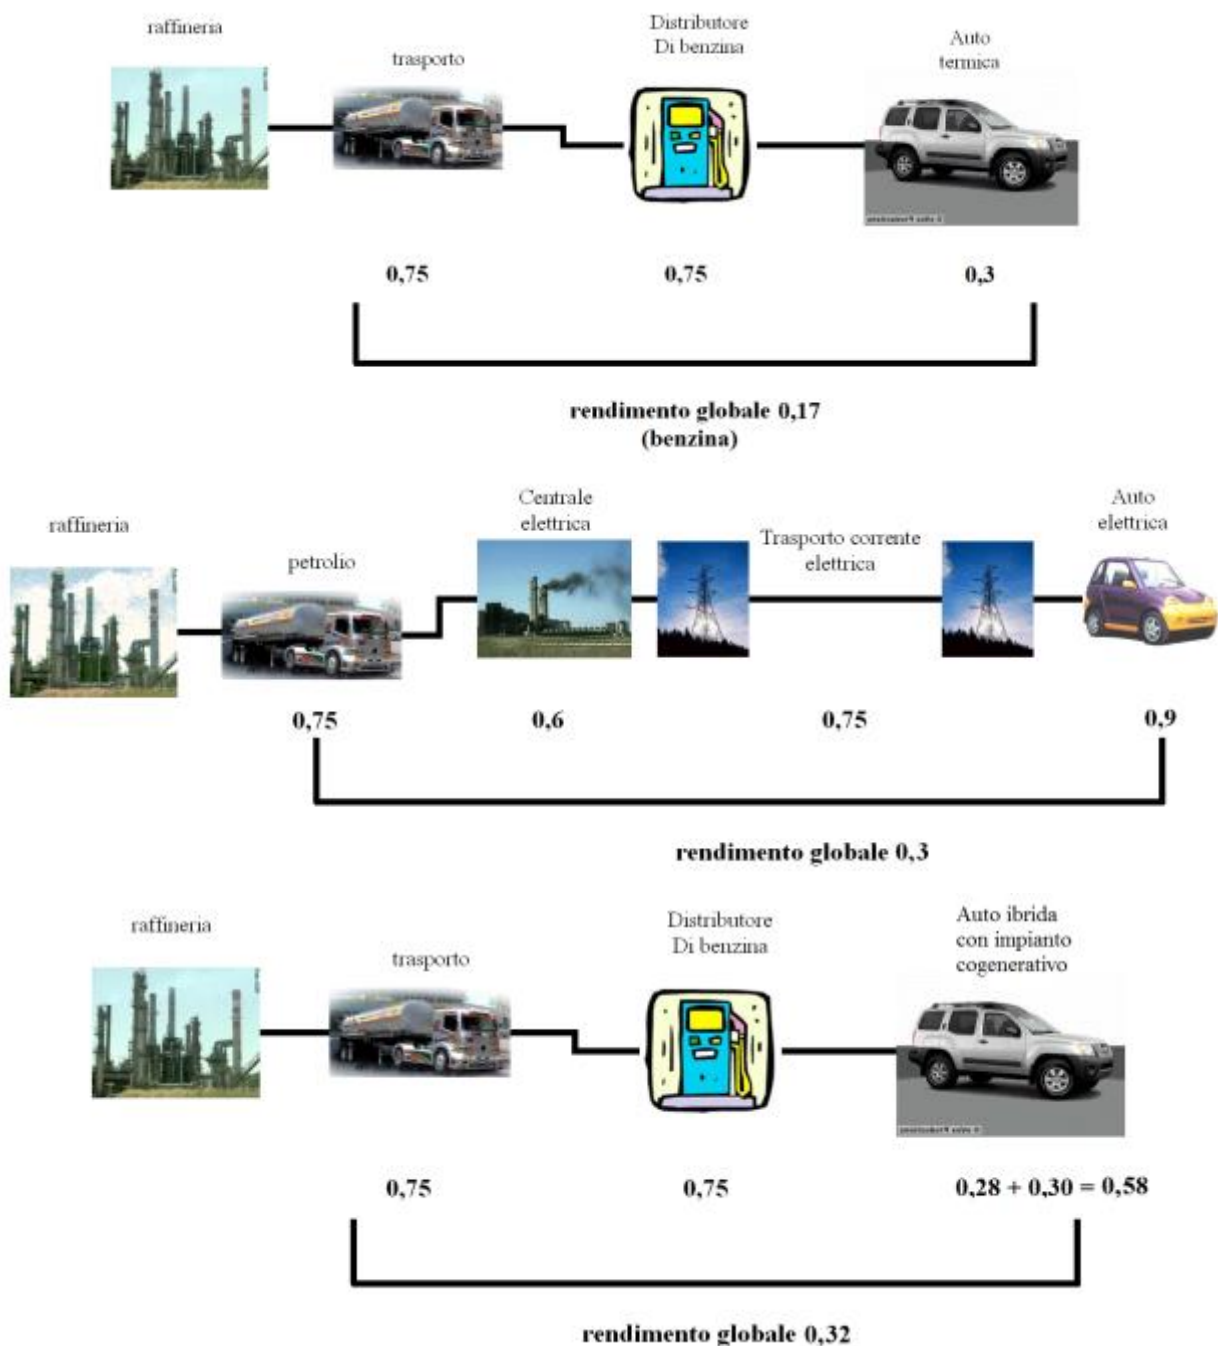 raffineria
trasporto
Distributore
Di benzina
Auto
termica
0,75
0,75
0,3
rendimento globale 0,17
(benzina)
raffineria
petrolio
Centrale
elettrica
Trasporto corrente
elettrica
Auto
elettrica
0,75
0,6
0,75
0,9
rendimento globale 0,3
raffineria
trasporto
Distributore
Di benzina
Auto ibrida
con impianto
cogenerativo
0,75
0,75
0,28 + 0,30 = 0,58
rendimento globale 0,32